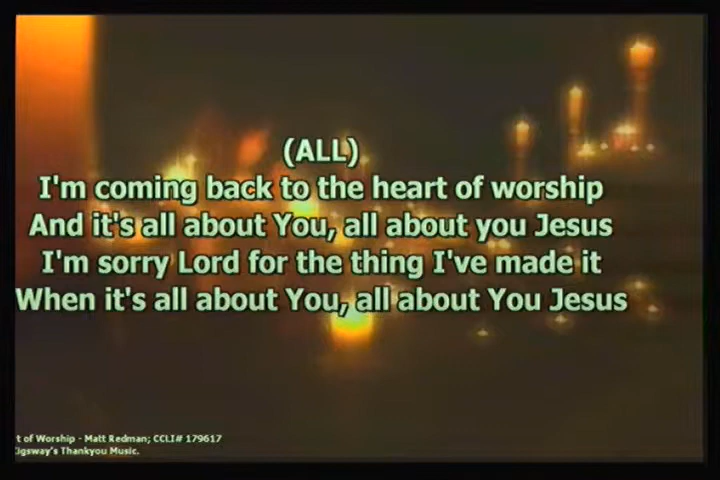 (ALL)
I'm coming back to the heart of worship
And it's all about You, all about you Jesus
I'm sorry Lord for the thing I've made it
When it's all about You, all about You Jesus
t of Worship - Matt Redman; CCLI# 179617
Thankyou Music.